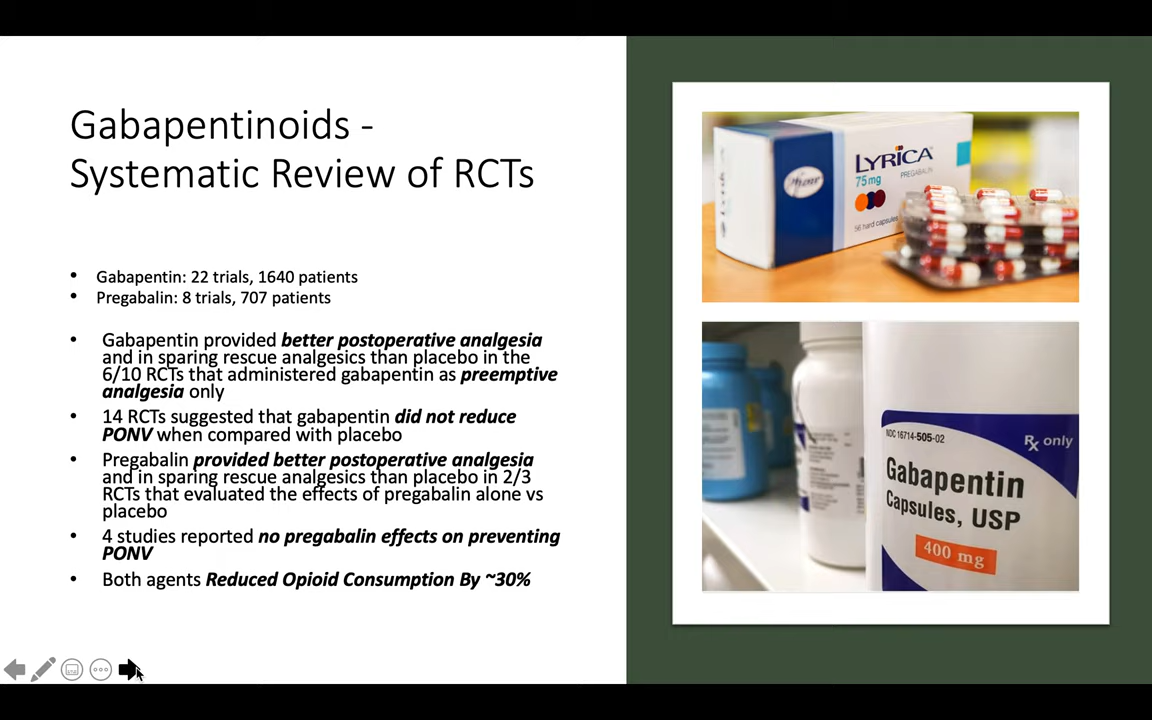 Gabapentinoids -
Systematic Review of RCTs
• Gabapentin: 22 trials, 1640 patients
• Pregabalin: 8 trials, 707 patients
• Gabapentin provided better postoperative analgesia
and in sparing rescue analgesics than placebo in the
6/10 RCTs that administered gabapentin as preemptive
analgesia only
• 14 RCTs suggested that gabapentin did not reduce
PONV when compared with placebo
• Pregabalin provided better postoperative analgesia
and in sparing rescue analgesics than placebo in 2/3
RCTs that evaluated the effects of pregabalin alone vs
placebo
• 4 studies reported no pregabalin effects on preventing
PONV
• Both agents Reduced Opioid Consumption By ~30%
Pfizer
LYRICA
75 mg
PREGABALIN
56 hard capsules
NDC 16714-505-02
Rx only
Gabapentin
Capsules, USP
400 mg